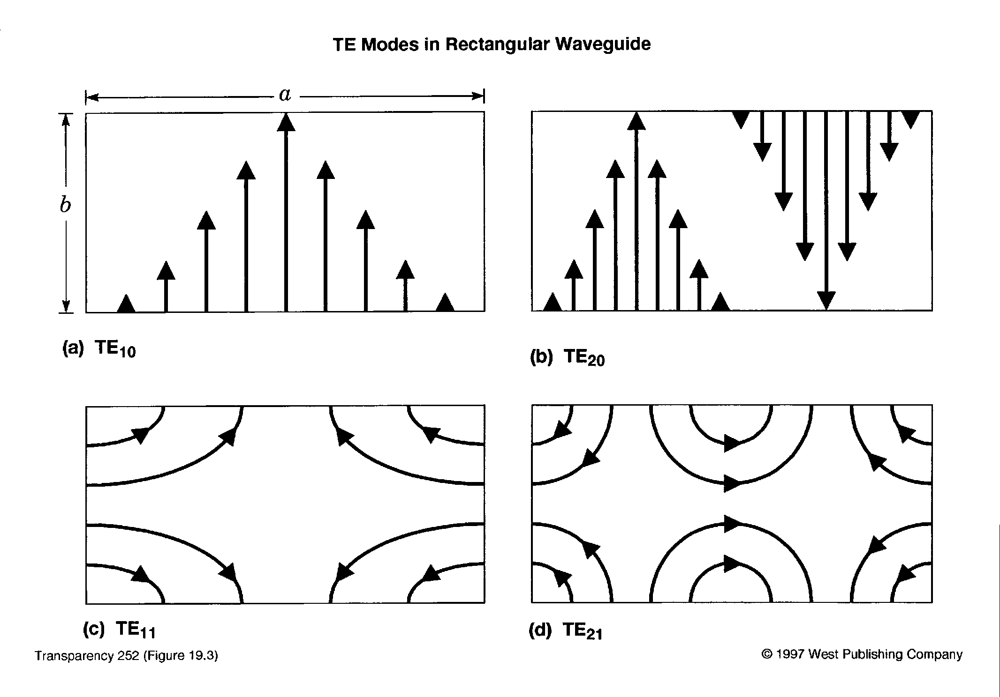 TE Modes in Rectangular Waveguide
a
b
(a) TE10
(b) TE20
(c) TE11
(d) TE21
Transparency 252 (Figure 19.3)
© 1997 West Publishing Company